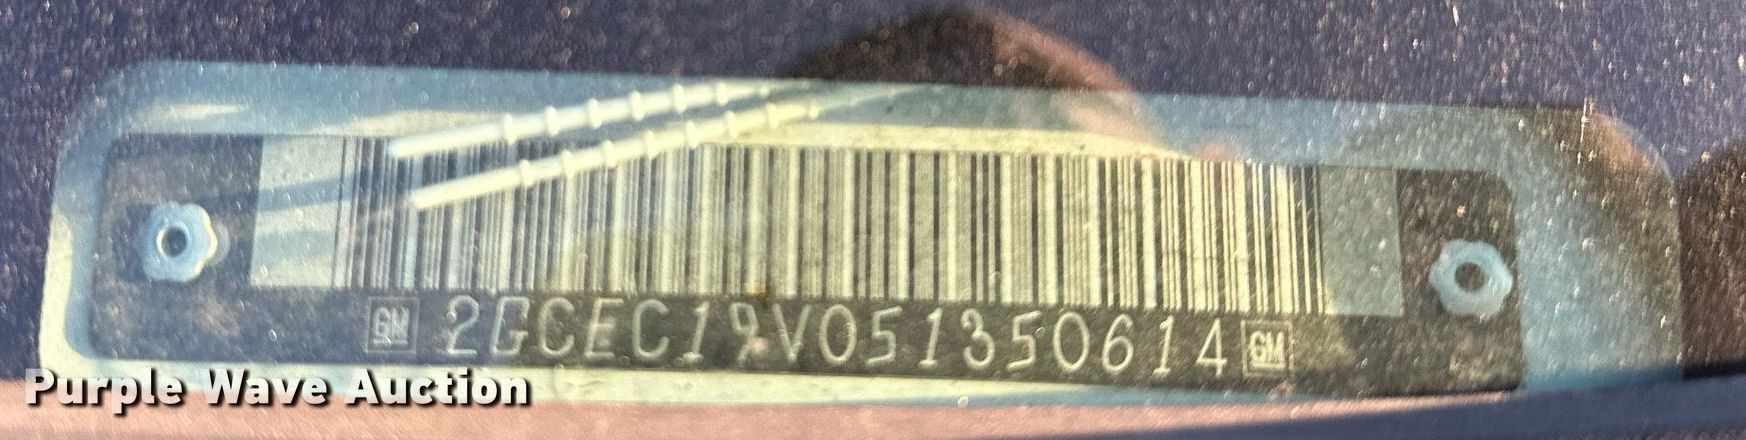 GM 2GCEC19V051350614 GM
Purple Wave Auction